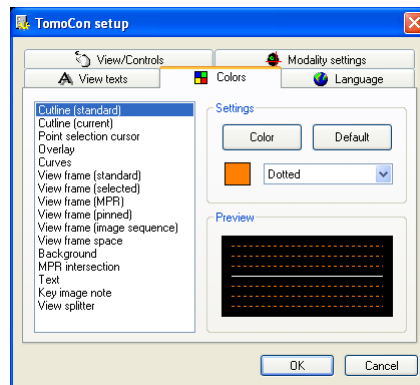 TomoCon setup
View/Controls
Modality settings
View texts
Colors
Language
Cutline (standard)
Cutline (current)
Point selection cursor
Overlay
Curves
View frame (standard)
View frame (selected)
View frame (MPR)
View frame (pinned)
View frame (image sequence)
View frame space
Background
MPR intersection
Text
Key image note
View splitter
Settings
Color
Default
Dotted
Preview
OK
Cancel